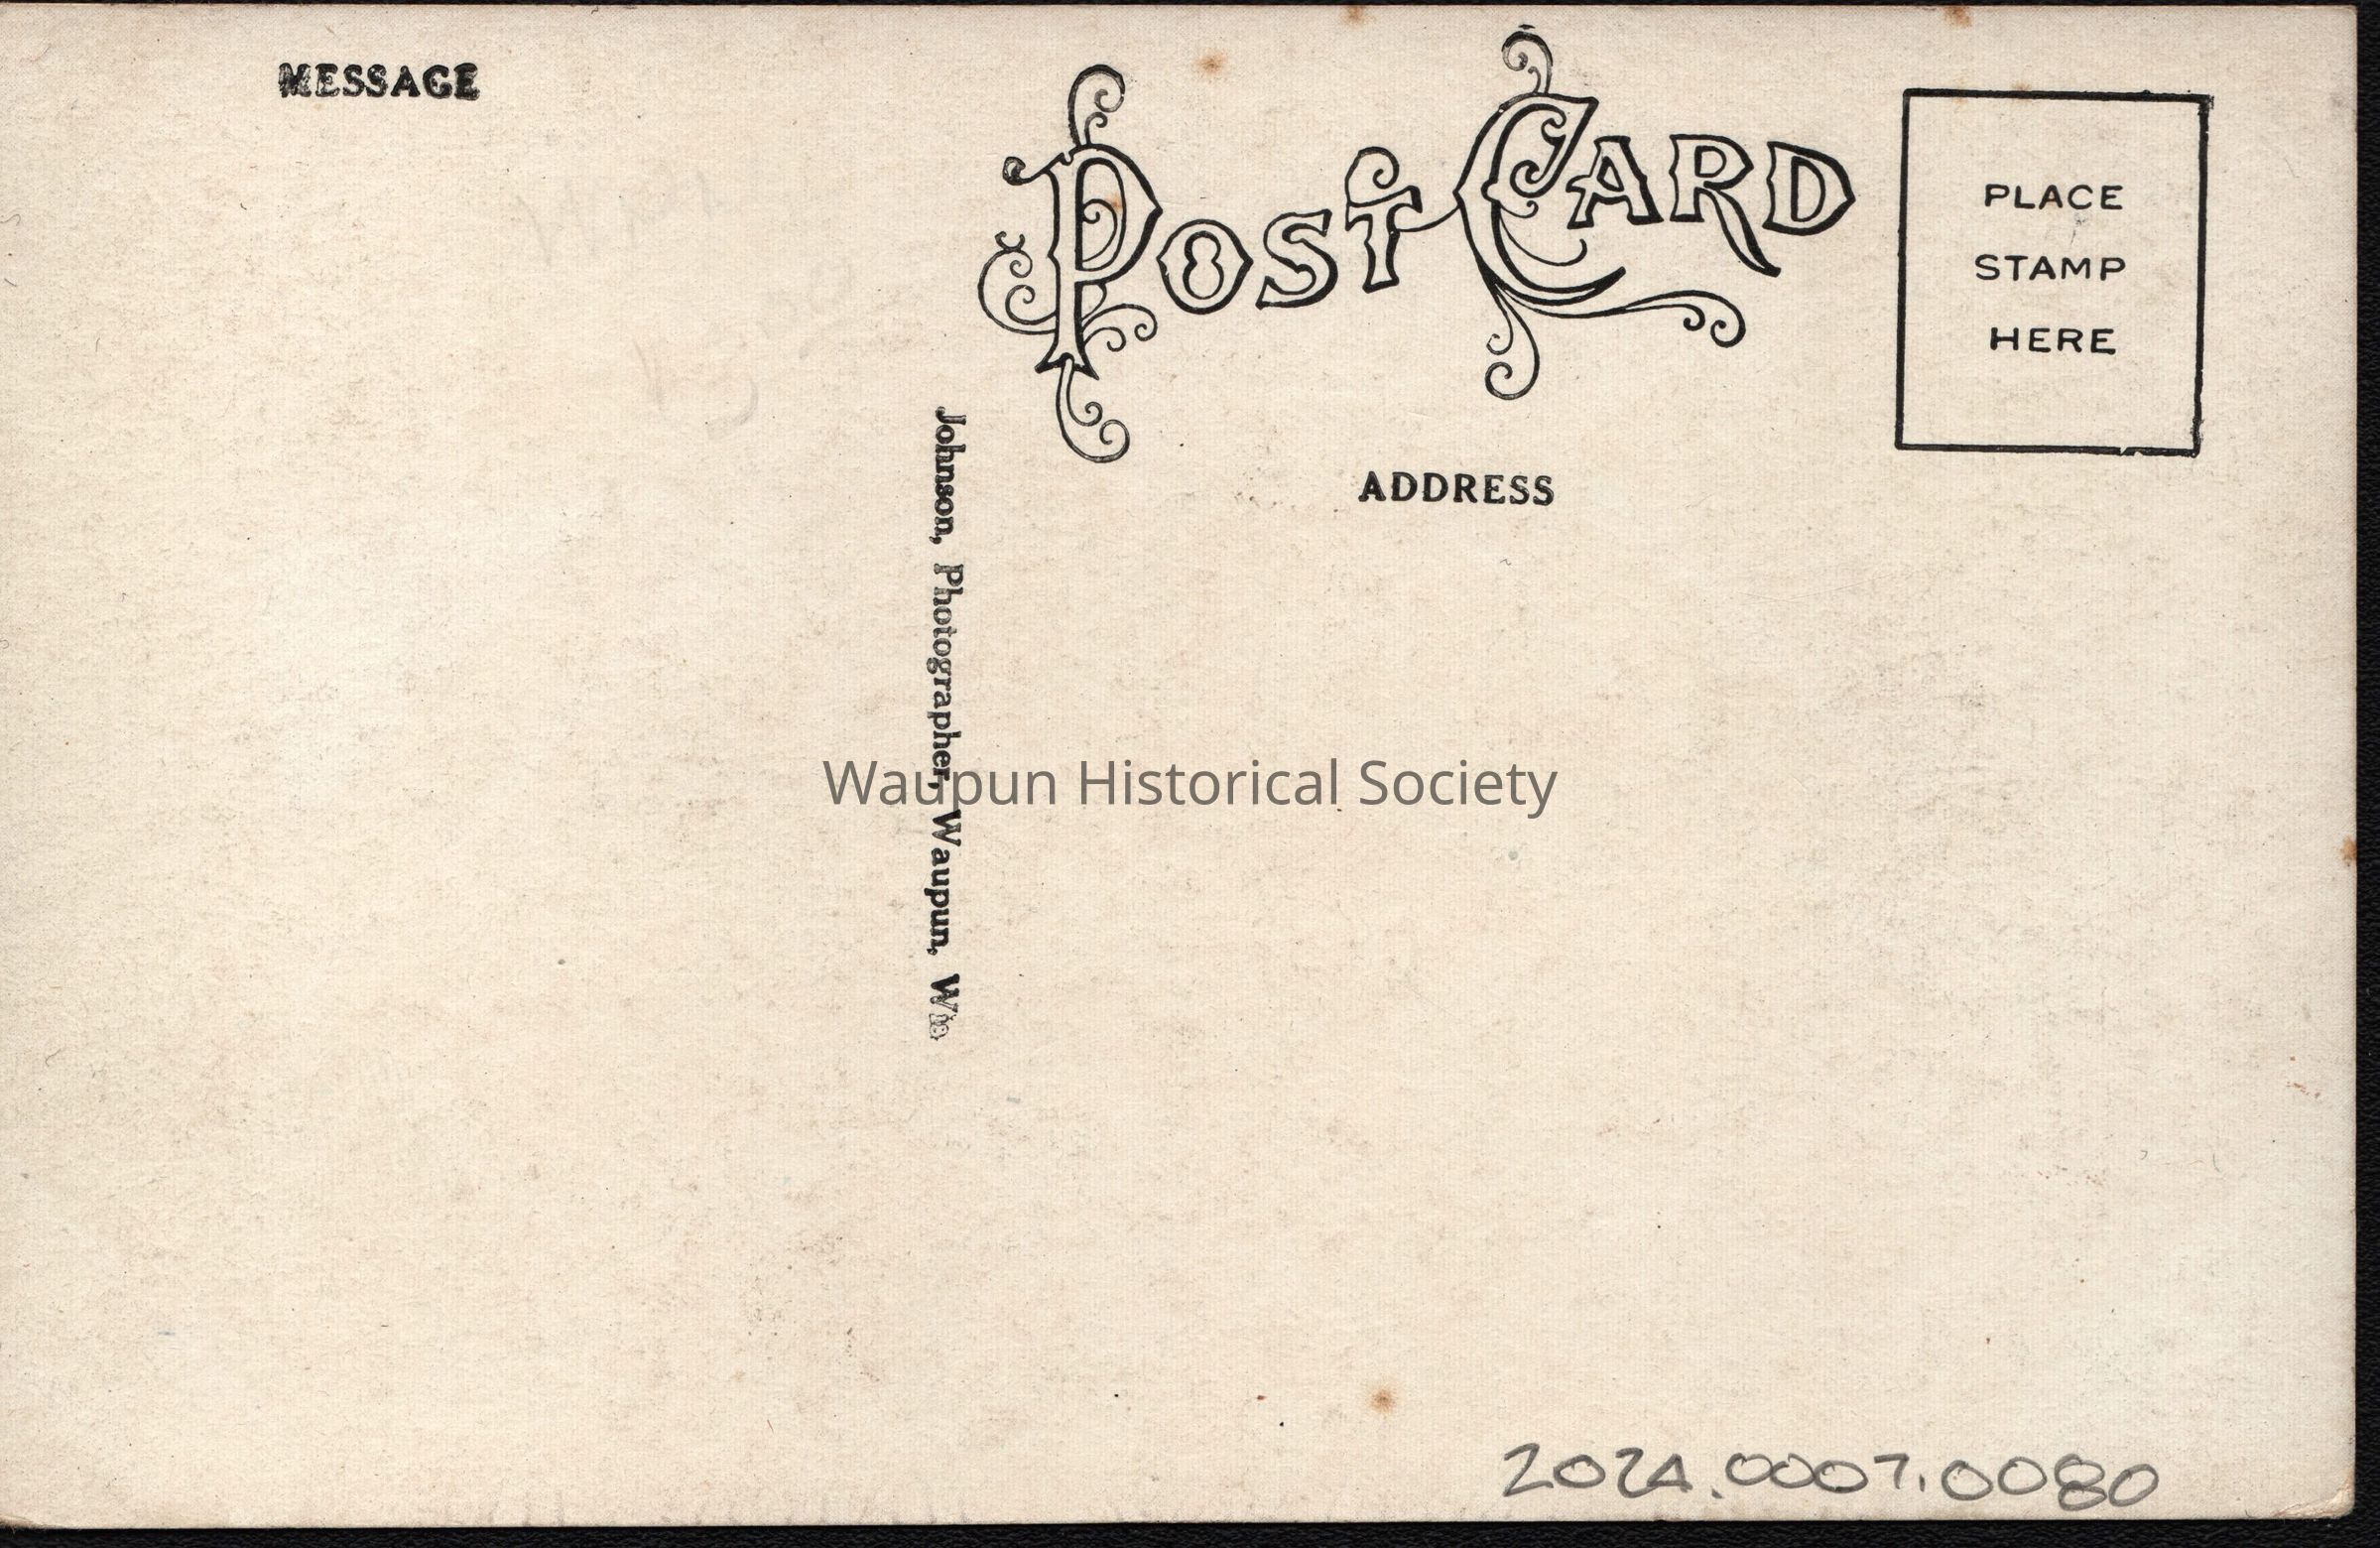 MESSAGE
POST CARD
PLACE
STAMP
HERE
ADDRESS
Johnson, Photographer, Waupun, Wis.
Waupun Historical Society
2024.0007.0080